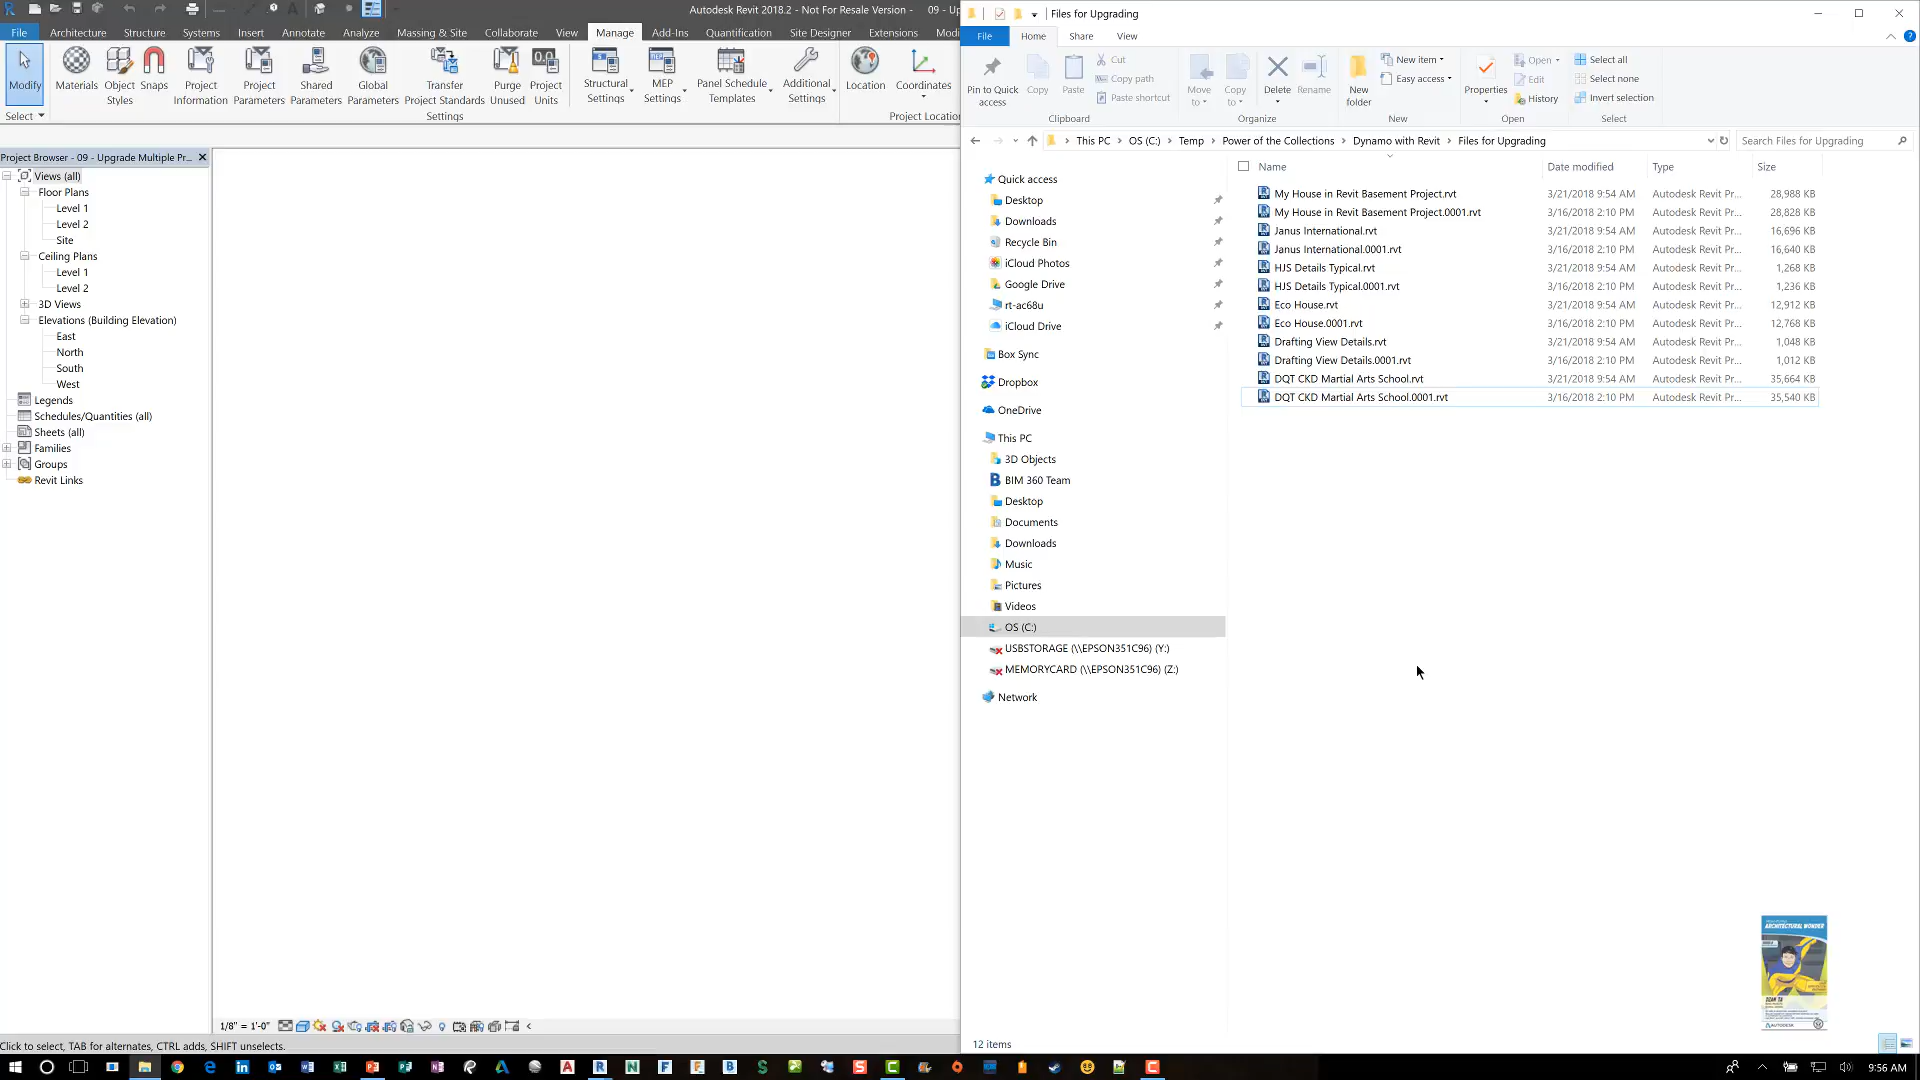 Autodesk Revit 2018.2 - Not For Resale Version - 09 - Upg
File Architecture Structure Systems Insert Annotate Analyze Massing & Site Collaborate View Manage Add-Ins Quantification Site Designer Extensions Modi
Modify
Materials
Object Styles
Snaps
Project Information
Project Parameters
Shared Parameters
Global Parameters
Transfer Project Standards
Purge Unused
Project Units
Structural Settings
MEP Settings
Panel Schedule Templates
Additional Settings
Location
Coordinates
Select
Settings
Project Location
Project Browser - 09 - Upgrade Multiple Pr...
Views (all)
Floor Plans
Level 1
Level 2
Site
Ceiling Plans
Level 1
Level 2
3D Views
Elevations (Building Elevation)
East
North
South
West
Legends
Schedules/Quantities (all)
Sheets (all)
Families
Groups
Revit Links
1/8" = 1'-0"
Click to select, TAB for alternates, CTRL adds, SHIFT unselects.
Files for Upgrading
File Home Share View
Pin to Quick access
Copy
Paste
Cut
Copy path
Paste shortcut
Clipboard
Move to
Copy to
Delete
Rename
Organize
New folder
New item
Easy access
New
Properties
Open
Edit
History
Open
Select all
Select none
Invert selection
Select
This PC > OS (C:) > Temp > Power of the Collections > Dynamo with Revit > Files for Upgrading
Search Files for Upgrading
Quick access
Desktop
Downloads
Recycle Bin
iCloud Photos
Google Drive
rt-ac68u
iCloud Drive
Box Sync
Dropbox
OneDrive
This PC
3D Objects
BIM 360 Team
Desktop
Documents
Downloads
Music
Pictures
Videos
OS (C:)
USBSTORAGE (\\EPSON351C96) (Y:)
MEMORYCARD (\\EPSON351C96) (Z:)
Network
Name Date modified Type Size
My House in Revit Basement Project.rvt 3/21/2018 9:54 AM Autodesk Revit Pr... 28,988 KB
My House in Revit Basement Project.0001.rvt 3/16/2018 2:10 PM Autodesk Revit Pr... 28,828 KB
Janus International.rvt 3/21/2018 9:54 AM Autodesk Revit Pr... 16,696 KB
Janus International.0001.rvt 3/16/2018 2:10 PM Autodesk Revit Pr... 16,640 KB
HJS Details Typical.rvt 3/21/2018 9:54 AM Autodesk Revit Pr... 1,268 KB
HJS Details Typical.0001.rvt 3/16/2018 2:10 PM Autodesk Revit Pr... 1,236 KB
Eco House.rvt 3/21/2018 9:54 AM Autodesk Revit Pr... 12,912 KB
Eco House.0001.rvt 3/16/2018 2:10 PM Autodesk Revit Pr... 12,768 KB
Drafting View Details.rvt 3/21/2018 9:54 AM Autodesk Revit Pr... 1,048 KB
Drafting View Details.0001.rvt 3/16/2018 2:10 PM Autodesk Revit Pr... 1,012 KB
DQT CKD Martial Arts School.rvt 3/21/2018 9:54 AM Autodesk Revit Pr... 35,664 KB
DQT CKD Martial Arts School.0001.rvt 3/16/2018 2:10 PM Autodesk Revit Pr... 35,540 KB
ARCHITECTURAL WONDER
AUTODESK
12 items
9:56 AM